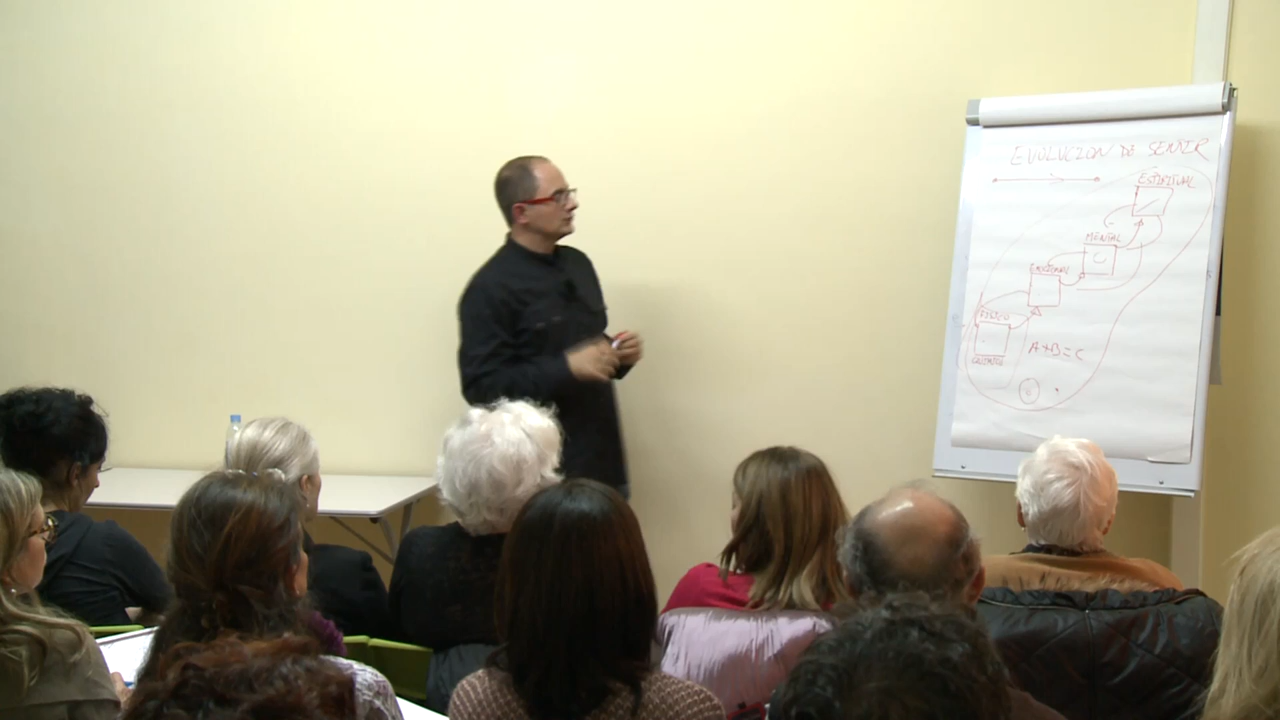 EVOLUCION DE SENTIR
ESPIRITUAL
MENTAL
EMOCIONAL
FISICO
A+B=C